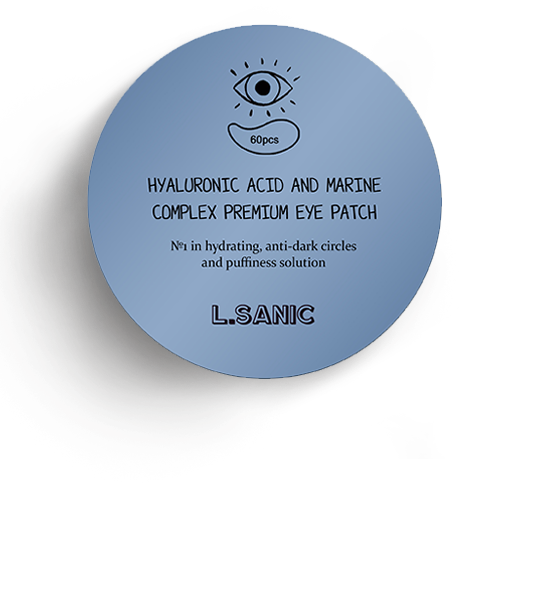 60pcs
HYALURONIC ACID AND MARINE
COMPLEX PREMIUM EYE PATCH
№1 in hydrating, anti-dark circles
and puffiness solution
L.SANIC